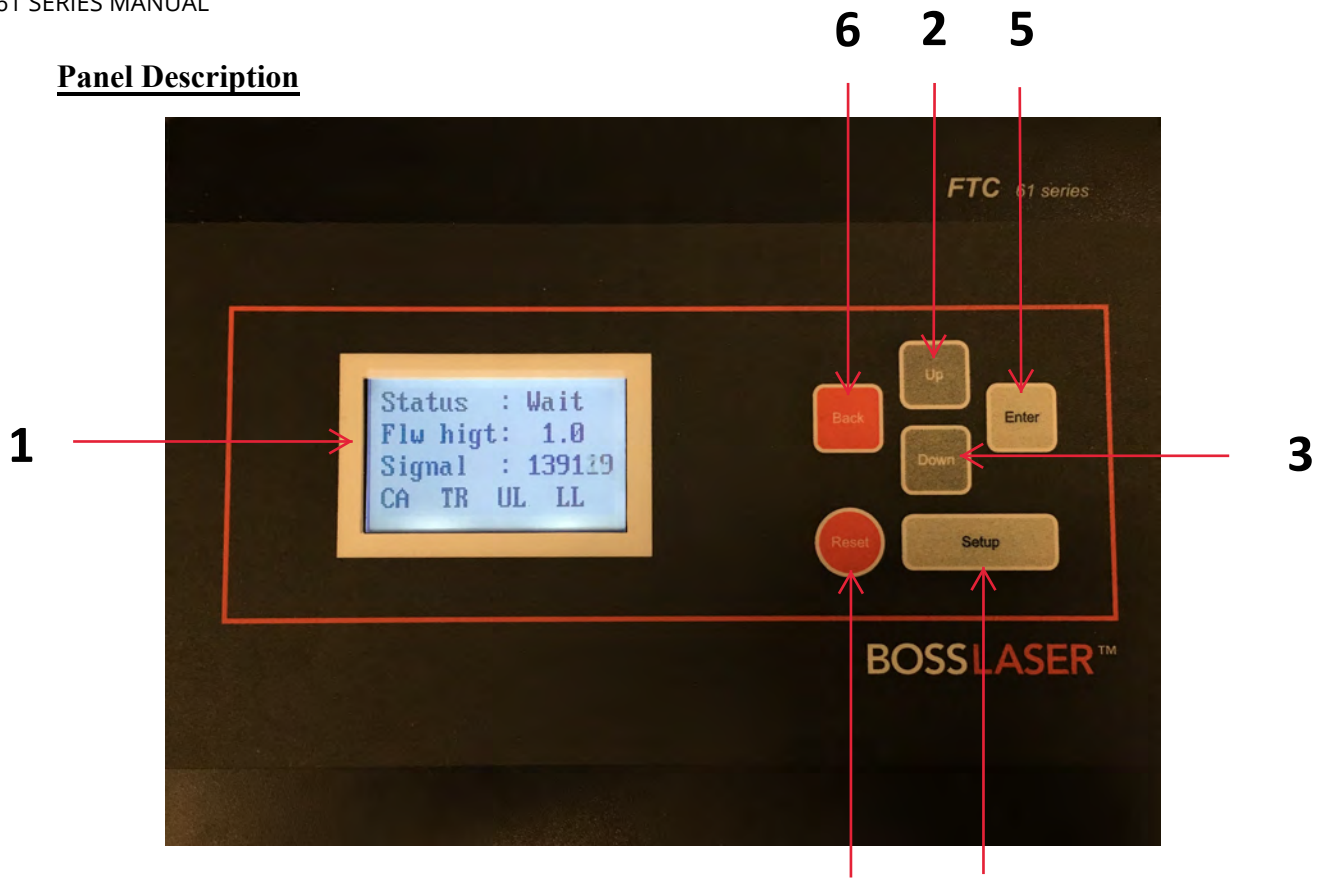 61 SERIES MANUAL
6 2 5
Panel Description
FTC 61 series
Status : Wait
Flw higt: 1.0
Signal :
CA TR UL LL
1
3
Up
Back
Enter
Down
Reset
Setup
BOSSLASER™